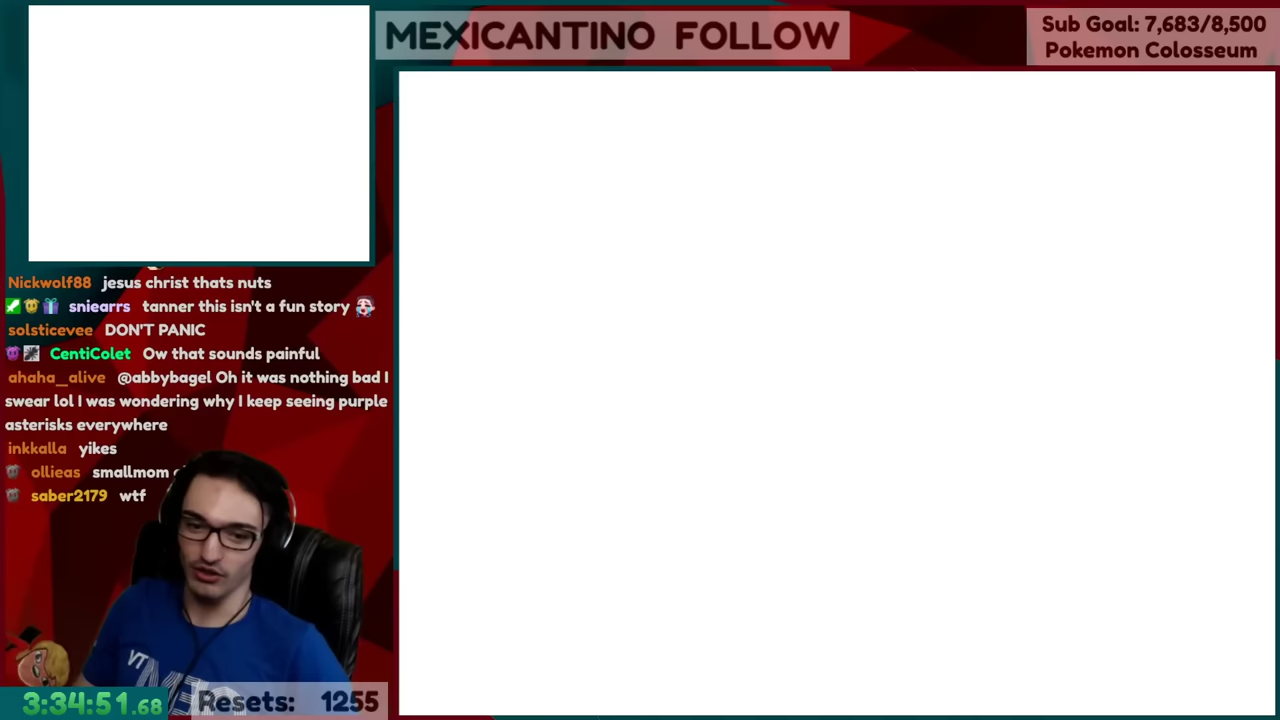 MEXICANTINO FOLLOW
Sub Goal: 7,683/8,500
Pokemon Colosseum
Nickwolf88 jesus christ thats nuts
sniearrs tanner this isn't a fun story
solsticevee DON'T PANIC
CentiColet Ow that sounds painful
ahaha_alive @abbybagel Oh it was nothing bad I
swear lol I was wondering why I keep seeing purple
asterisks everywhere
inkkalla yikes
ollieas smallmom
saber2179 wtf
YT
3:34:51.68
Resets: 1255